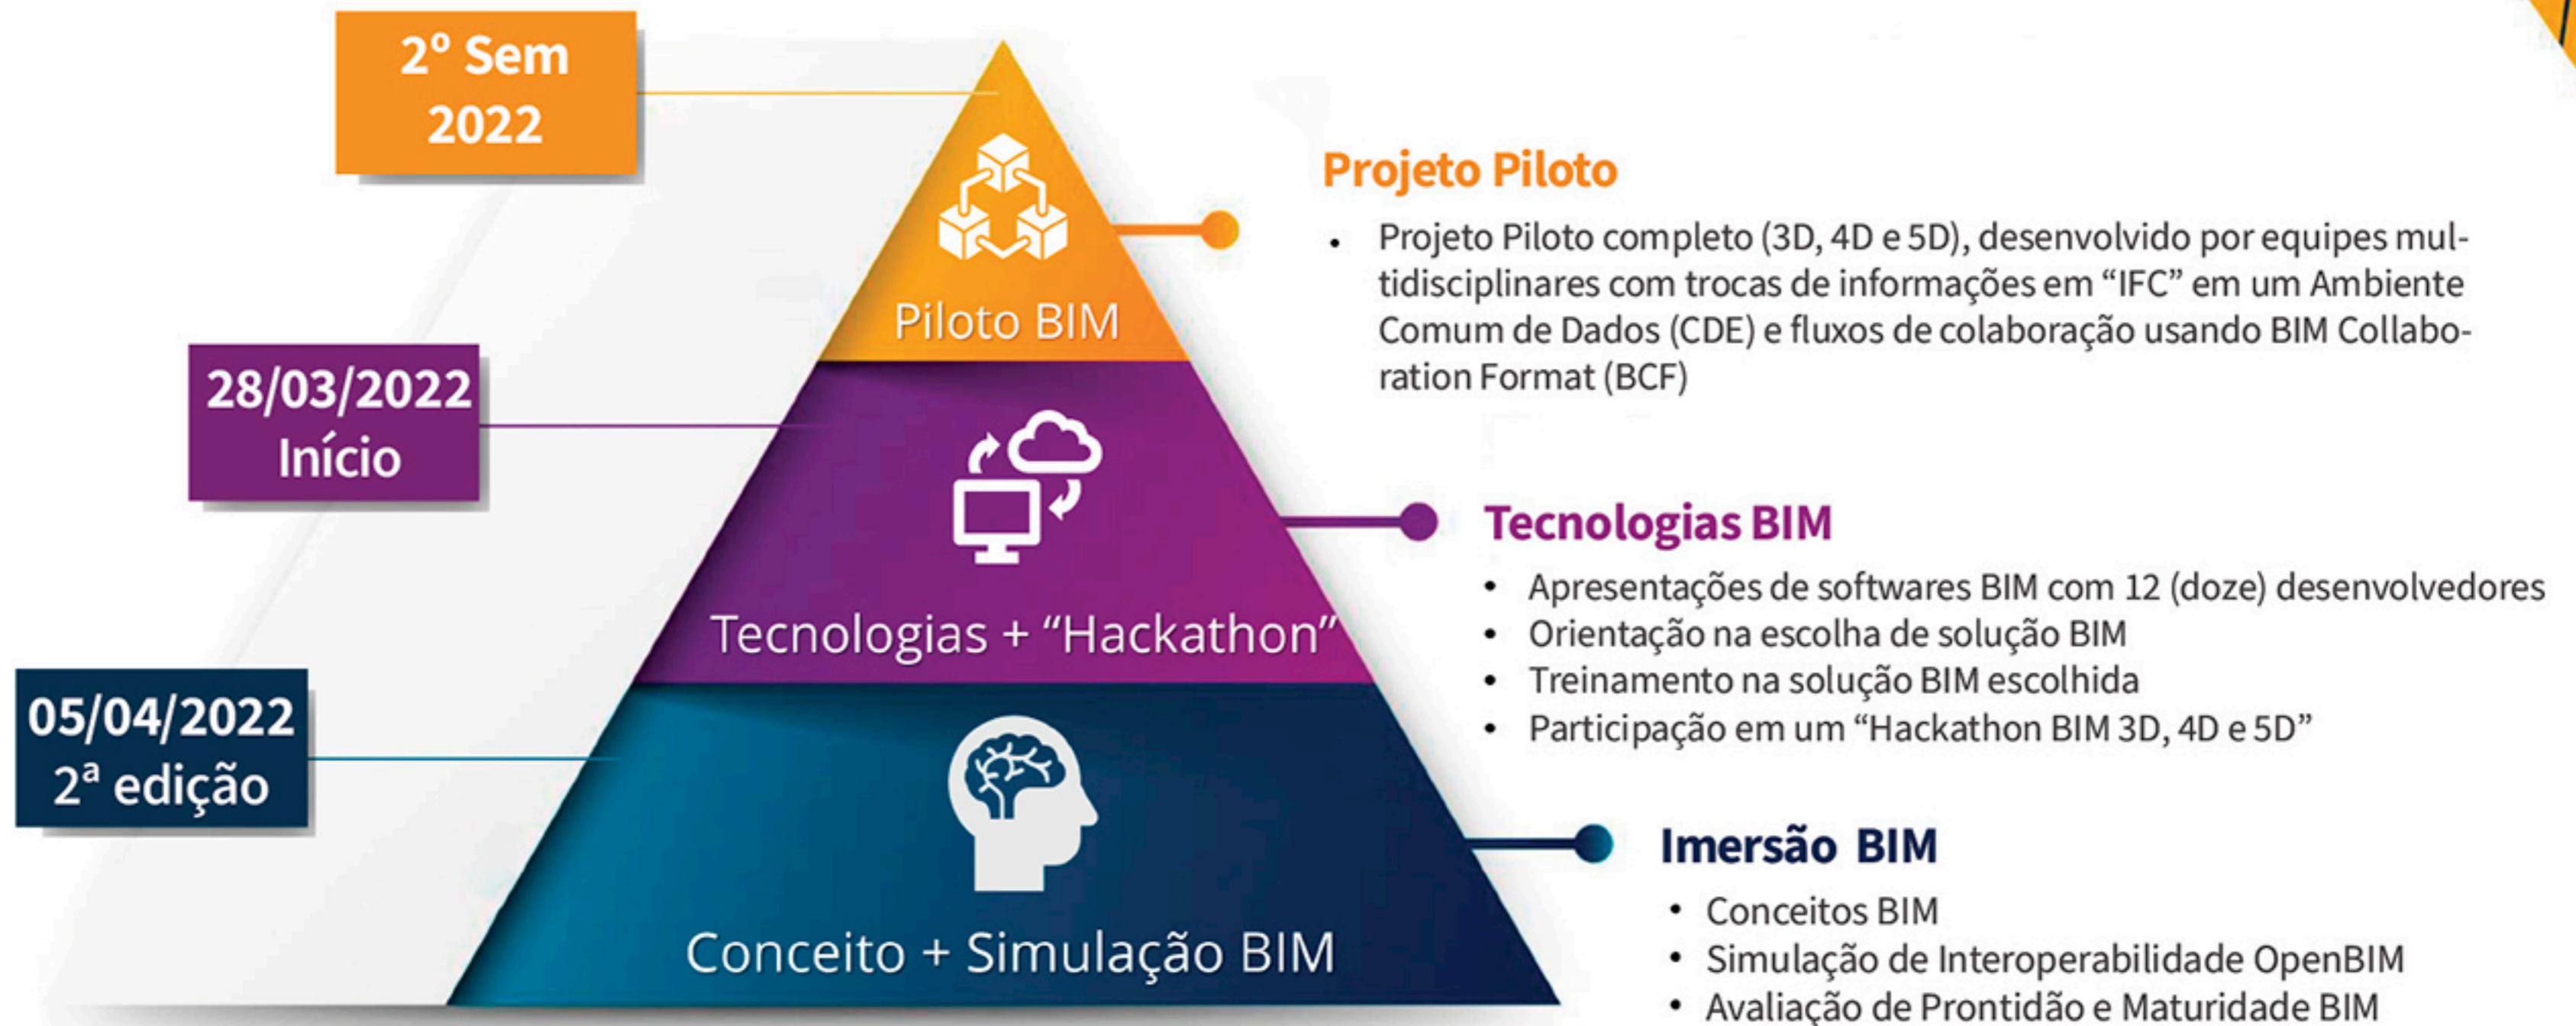 2º Sem
2022
Piloto BIM
Projeto Piloto
• Projeto Piloto completo (3D, 4D e 5D), desenvolvido por equipes mul-
tidisciplinares com trocas de informações em “IFC” em um Ambiente
Comum de Dados (CDE) e fluxos de colaboração usando BIM Collabo-
ration Format (BCF)
28/03/2022
Início
Tecnologias + “Hackathon”
Tecnologias BIM
• Apresentações de softwares BIM com 12 (doze) desenvolvedores
• Orientação na escolha de solução BIM
• Treinamento na solução BIM escolhida
• Participação em um “Hackathon BIM 3D, 4D e 5D”
05/04/2022
2ª edição
Conceito + Simulação BIM
Imersão BIM
• Conceitos BIM
• Simulação de Interoperabilidade OpenBIM
• Avaliação de Prontidão e Maturidade BIM